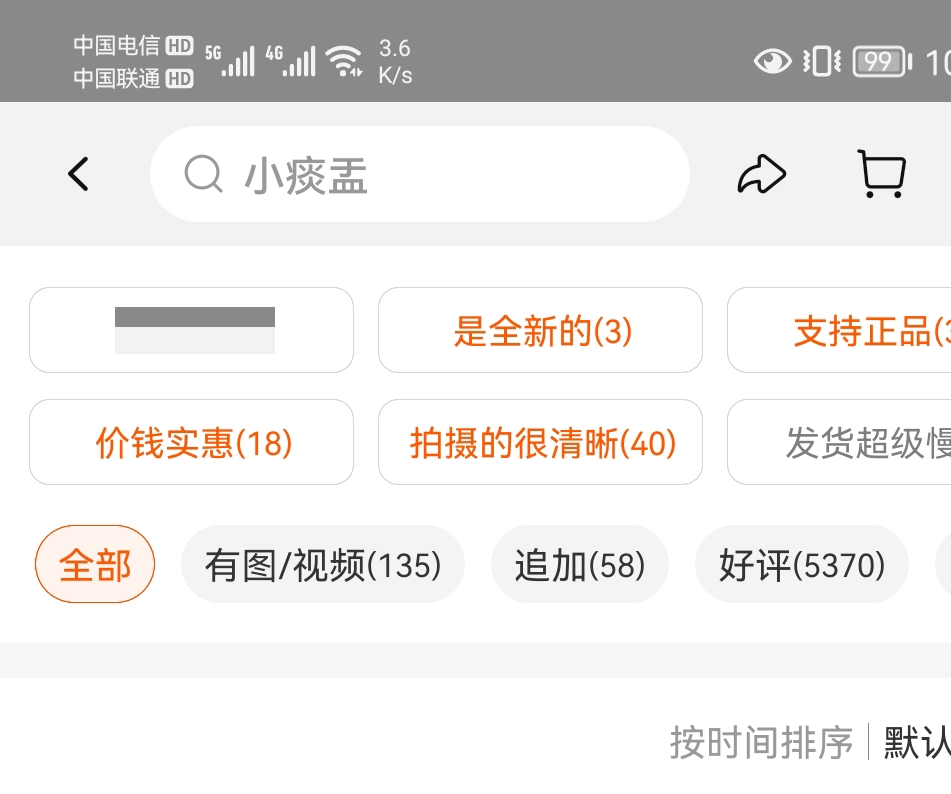 中国电信 HD 5G 4G 3.6
中国联通 HD K/s
99 10
小痰盂
是全新的(3) 支持正品(3
价钱实惠(18) 拍摄的很清晰(40) 发货超级慢
全部 有图/视频(135) 追加(58) 好评(5370)
按时间排序 默认